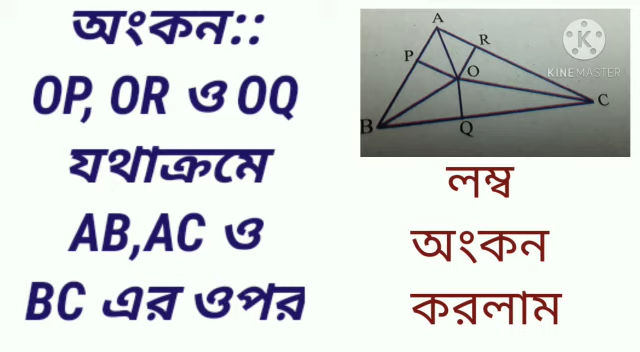 অংকন::
OP, OR ও OQ
যথাক্রমে
AB,AC ও
BC এর ওপর
A
R
P
O
C
B
Q
KINEMASTER
লম্ব
অংকন
করলাম